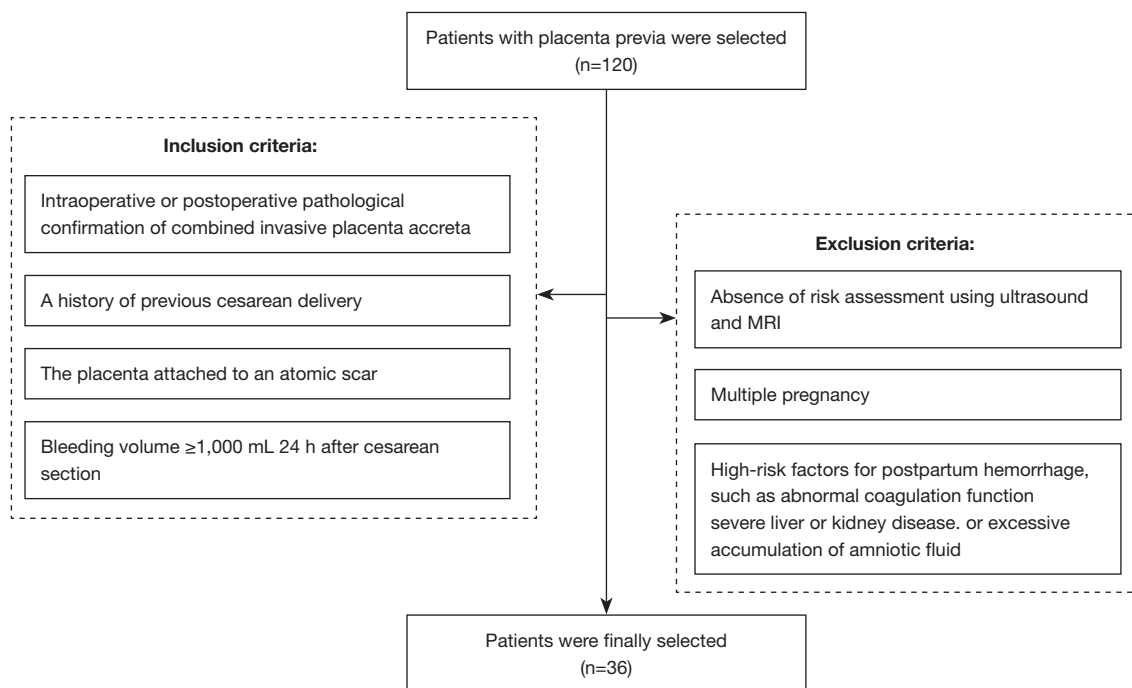 Patients with placenta previa were selected
(n=120)
Inclusion criteria:
Intraoperative or postoperative pathological
confirmation of combined invasive placenta accreta
A history of previous cesarean delivery
The placenta attached to an atomic scar
Bleeding volume ≥1,000 mL 24 h after cesarean
section
Exclusion criteria:
Absence of risk assessment using ultrasound
and MRI
Multiple pregnancy
High-risk factors for postpartum hemorrhage,
such as abnormal coagulation function
severe liver or kidney disease. or excessive
accumulation of amniotic fluid
Patients were finally selected
(n=36)